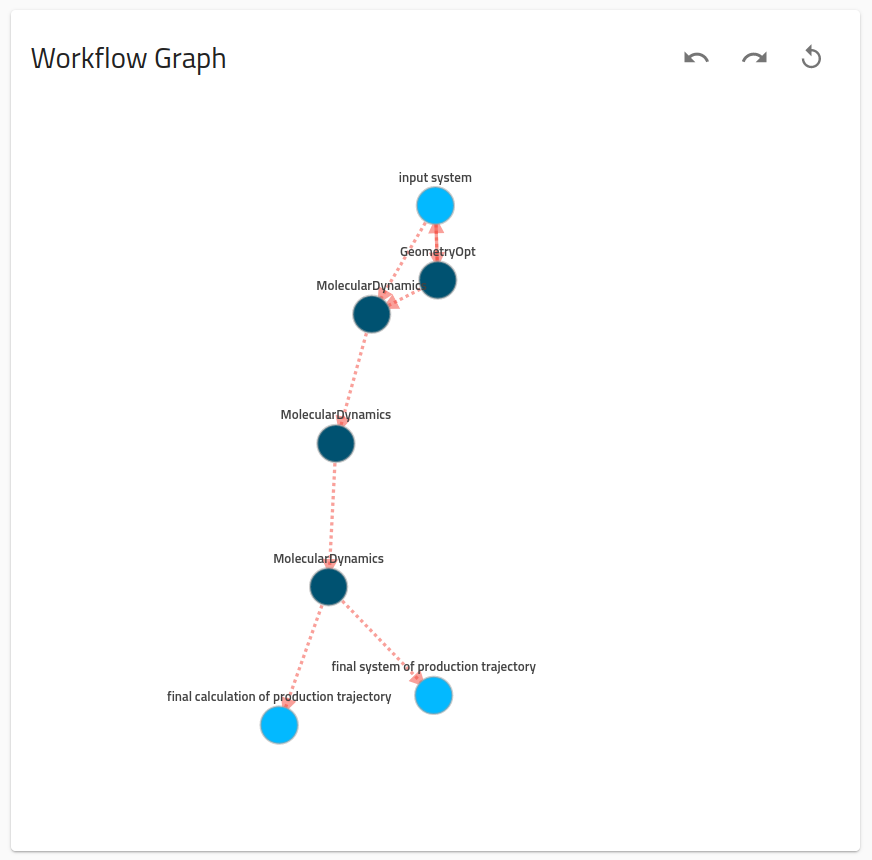 Workflow Graph
input system
GeometryOpt
MolecularDynamics
MolecularDynamics
MolecularDynamics
final system of production trajectory
final calculation of production trajectory